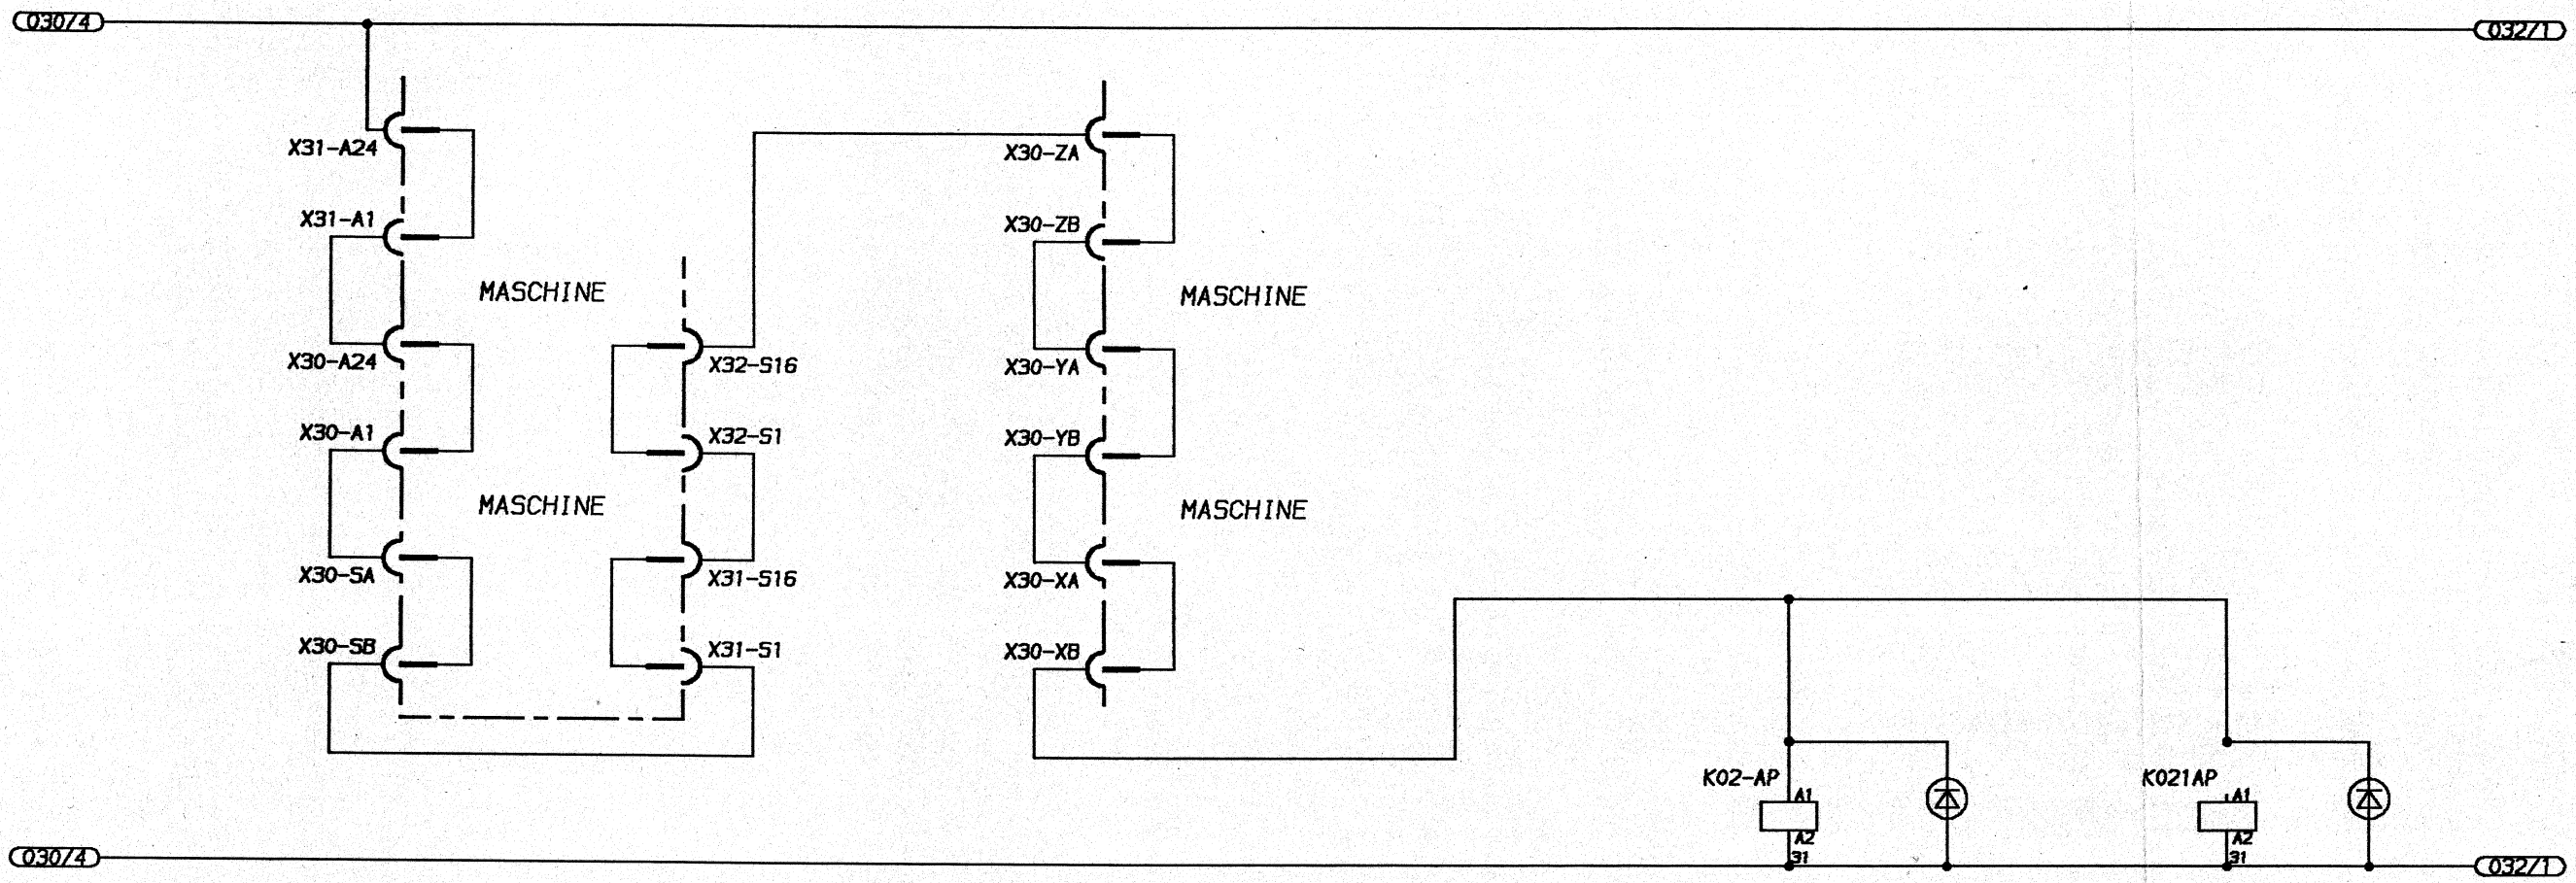 030/4
032/1
X31-A24
X31-A1
MASCHINE
X30-A24
X30-A1
MASCHINE
X30-SA
X30-SB
X32-S16
X32-S1
X31-S16
X31-S1
X30-ZA
X30-ZB
MASCHINE
X30-YA
X30-YB
MASCHINE
X30-XA
X30-XB
K02-AP
A1
A2
31
K021AP
A1
A2
31
030/4
032/1